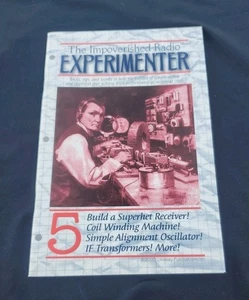 The Impoverished Radio
EXPERIMENTER
5
Build a Superhet Receiver!
Coil Winding Machine!
Simple Alignment Oscillator!
IF Transformers! More!